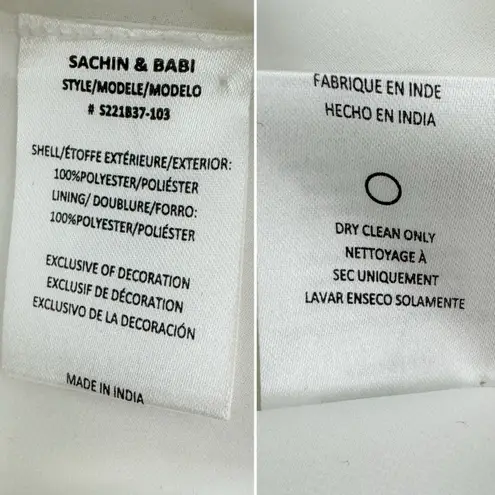 SACHIN & BABI
STYLE/MODELE/MODELO
# S221B37-103
SHELL/ÉTOFFE EXTÉRIEURE/EXTERIOR:
100%POLYESTER/POLIÉSTER
LINING/ DOUBLURE/FORRO:
100%POLYESTER/POLIÉSTER
EXCLUSIVE OF DECORATION
EXCLUSIF DE DÉCORATION
EXCLUSIVO DE LA DECORACIÓN
MADE IN INDIA
FABRIQUE EN INDE
HECHO EN INDIA
DRY CLEAN ONLY
NETTOYAGE À
SEC UNIQUEMENT
LAVAR ENSECO SOLAMENTE